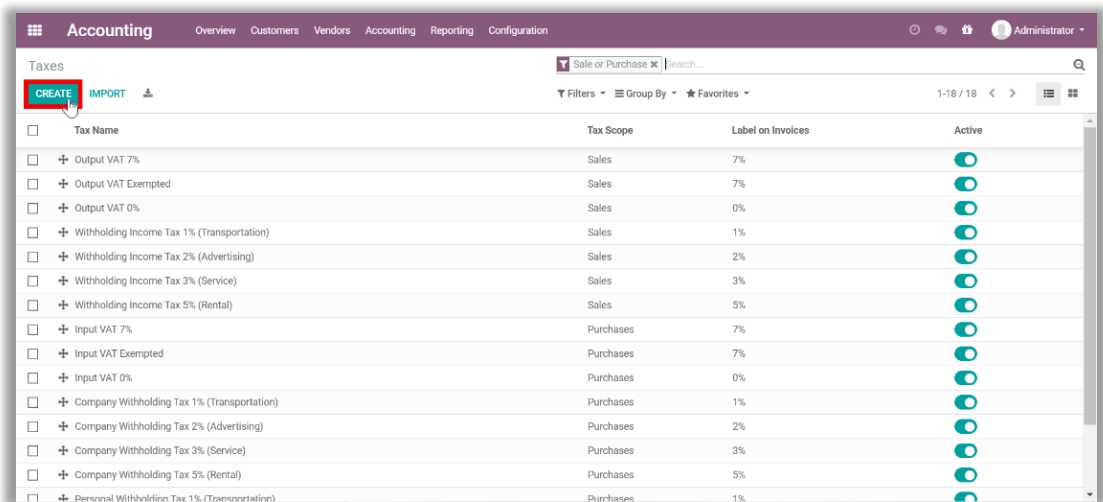 Accounting Overview Customers Vendors Accounting Reporting Configuration Administrator
Taxes Sale or Purchase Search...
CREATE IMPORT Filters Group By Favorites 1-18 / 18
Tax Name Tax Scope Label on Invoices Active
Output VAT 7% Sales 7%
Output VAT Exempted Sales 7%
Output VAT 0% Sales 0%
Withholding Income Tax 1% (Transportation) Sales 1%
Withholding Income Tax 2% (Advertising) Sales 2%
Withholding Income Tax 3% (Service) Sales 3%
Withholding Income Tax 5% (Rental) Sales 5%
Input VAT 7% Purchases 7%
Input VAT Exempted Purchases 7%
Input VAT 0% Purchases 0%
Company Withholding Tax 1% (Transportation) Purchases 1%
Company Withholding Tax 2% (Advertising) Purchases 2%
Company Withholding Tax 3% (Service) Purchases 3%
Company Withholding Tax 5% (Rental) Purchases 5%
Personal Withholding Tax 1% (Transportation) Purchases 1%